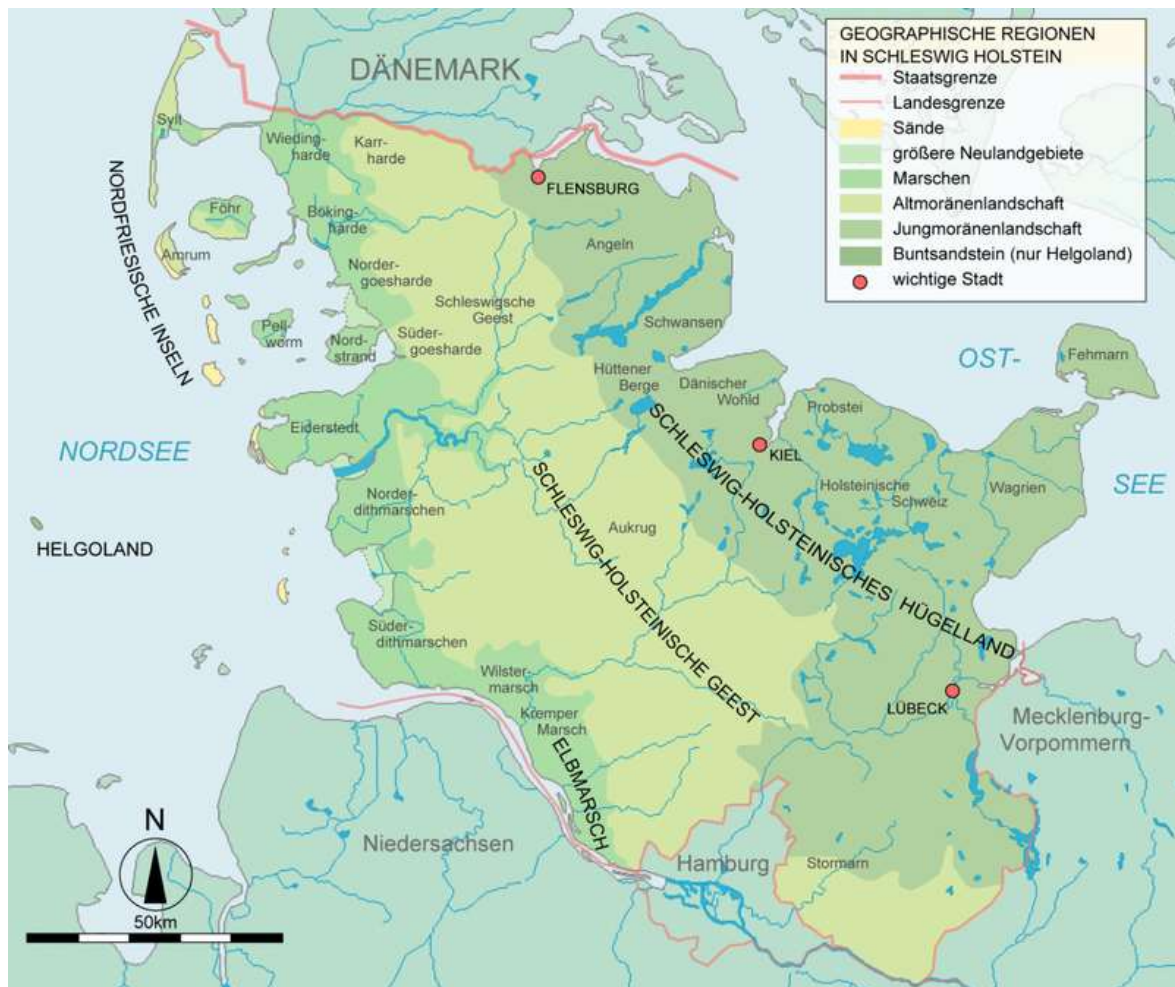 GEOGRAPHISCHE REGIONEN
IN SCHLESWIG HOLSTEIN
Staatsgrenze
Landesgrenze
Sände
größere Neulandgebiete
Marschen
Altmoränenlandschaft
Jungmoränenlandschaft
Buntsandstein (nur Helgoland)
wichtige Stadt
DÄNEMARK
Sylt
Wieding-
harde
Karr-
harde
FLENSBURG
NORDFRIESISCHE INSELN
Föhr
Böking-
harde
Angeln
Amrum
Norder-
goesharde
Schleswigsche
Geest
Schwansen
Pell-
worm
Nord-
strand
Süder-
goesharde
OST-
Fehmarn
Hüttener
Berge
Dänischer
Wohld
Probstei
SCHLESWIG-HOLSTEINISCHES HÜGELLAND
Eiderstedt
NORDSEE
KIEL
SCHLESWIG-HOLSTEINISCHE GEEST
Holsteinische
Schweiz
Wagrien
SEE
Norder-
dithmarschen
Aukrug
HELGOLAND
Süder-
dithmarschen
Wilster-
marsch
Kremper
Marsch
LÜBECK
Mecklenburg-
Vorpommern
ELBMARSCH
Niedersachsen
Hamburg
Stormarn
N
50km